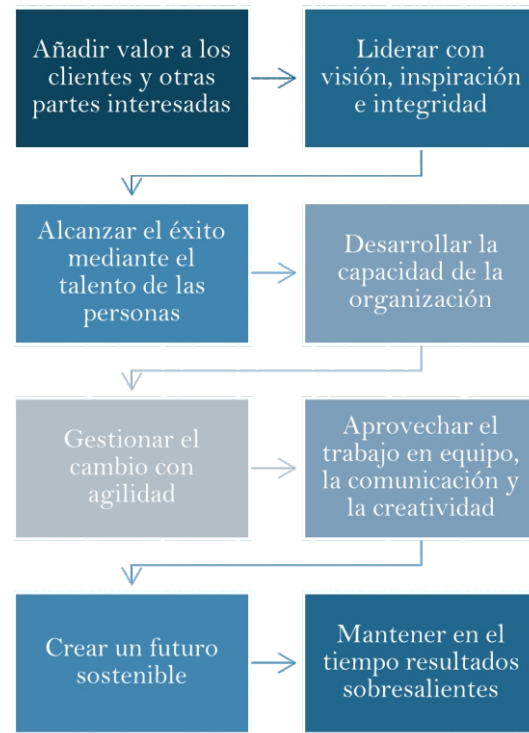 Añadir valor a los
clientes y otras
partes interesadas
Liderar con
visión, inspiración
e integridad
Alcanzar el éxito
mediante el
talento de las
personas
Desarrollar la
capacidad de la
organización
Gestionar el
cambio con
agilidad
Aprovechar el
trabajo en equipo,
la comunicación y
la creatividad
Crear un futuro
sostenible
Mantener en el
tiempo resultados
sobresalientes